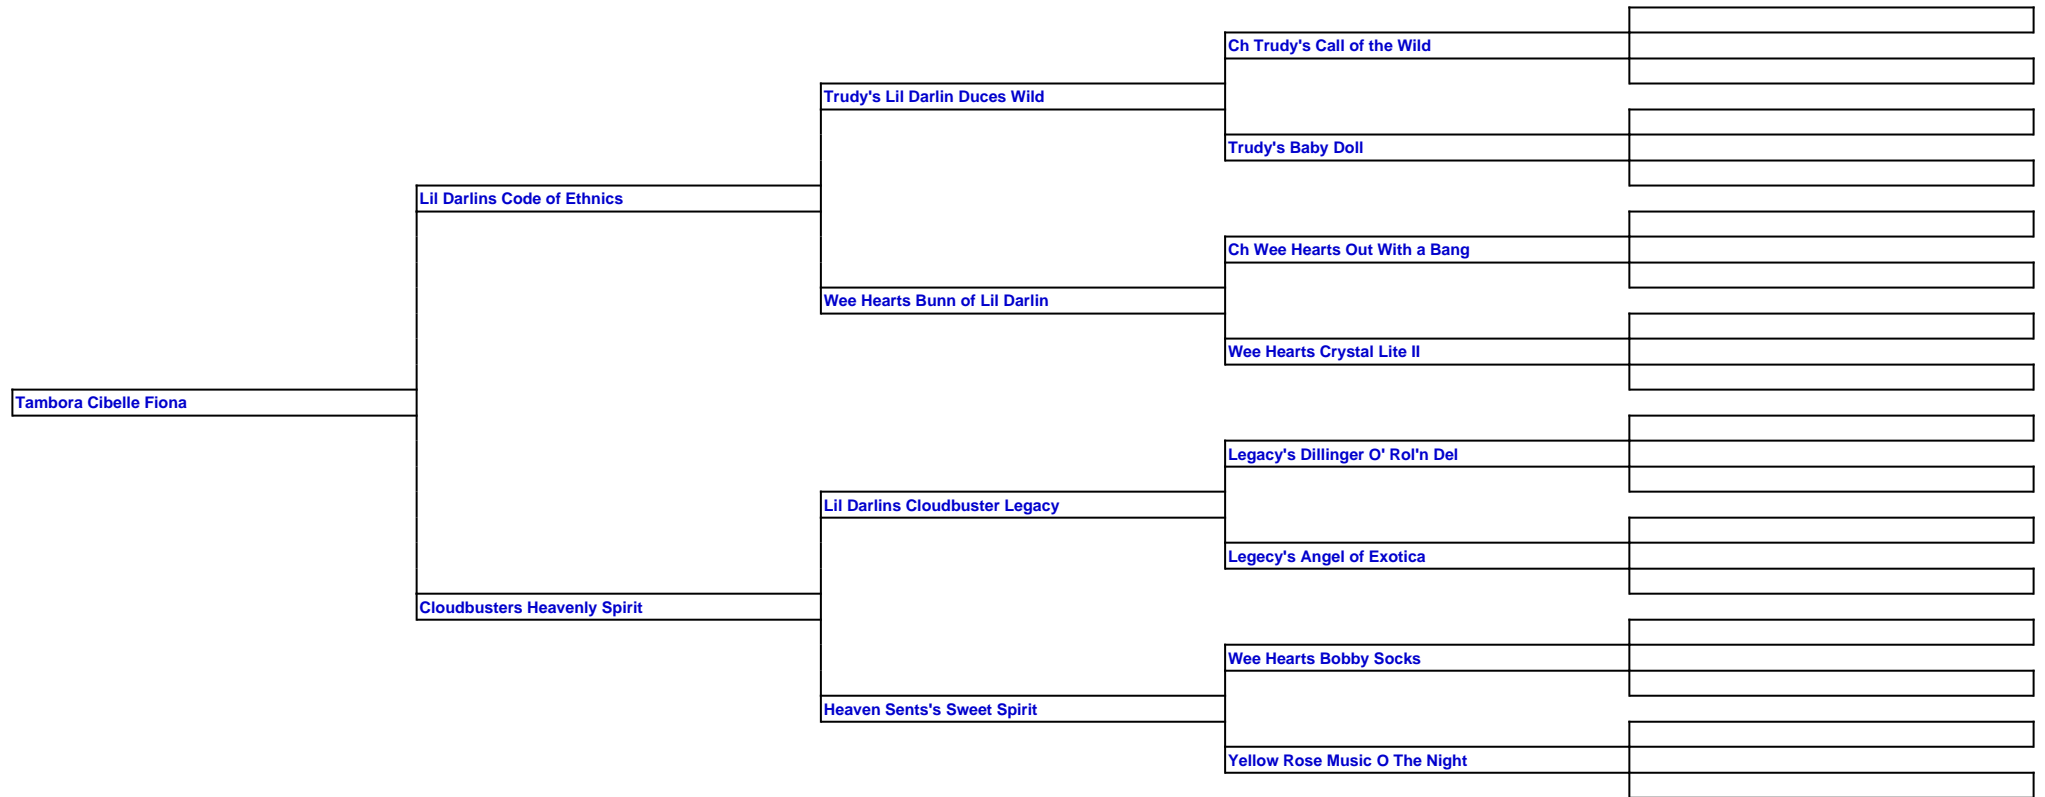 Ch Trudy's Call of the Wild
Trudy's Lil Darlin Duces Wild
Trudy's Baby Doll
Lil Darlins Code of Ethnics
Ch Wee Hearts Out With a Bang
Wee Hearts Bunn of Lil Darlin
Wee Hearts Crystal Lite II
Tambora Cibelle Fiona
Legacy's Dillinger O' Rol'n Del
Lil Darlins Cloudbuster Legacy
Legecy's Angel of Exotica
Cloudbusters Heavenly Spirit
Wee Hearts Bobby Socks
Heaven Sents's Sweet Spirit
Yellow Rose Music O The Night